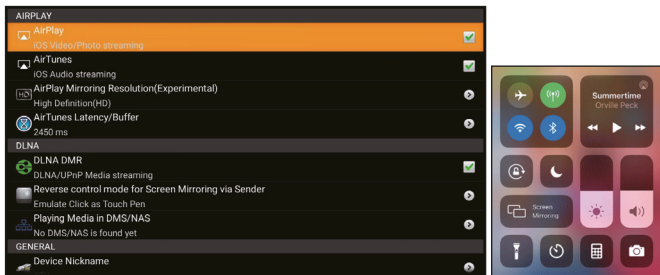 AIRPLAY
AirPlay
iOS Video/Photo streaming
AirTunes
iOS Audio streaming
HD
AirPlay Mirroring Resolution(Experimental)
High Definition(HD)
AirTunes Latency/Buffer
2450 ms
DLNA
DLNA DMR
DLNA/UPnP Media streaming
Reverse control mode for Screen Mirroring via Sender
Emulate Click as Touch Pen
Playing Media in DMS/NAS
No DMS/NAS is found yet
GENERAL
Device Nickname
Summertime
Orville Peck
Screen
Mirroring